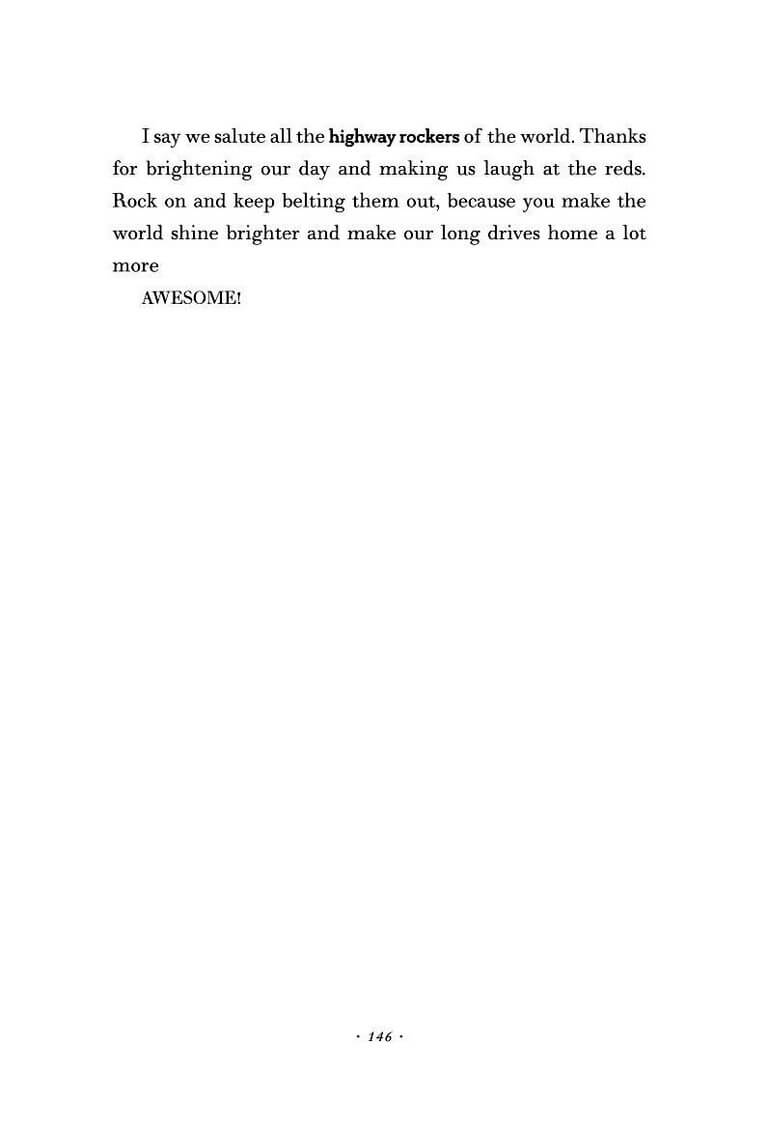 I say we salute all the highway rockers of the world. Thanks
for brightening our day and making us laugh at the reds.
Rock on and keep belting them out, because you make the
world shine brighter and make our long drives home a lot
more
AWESOME!
· 146 ·